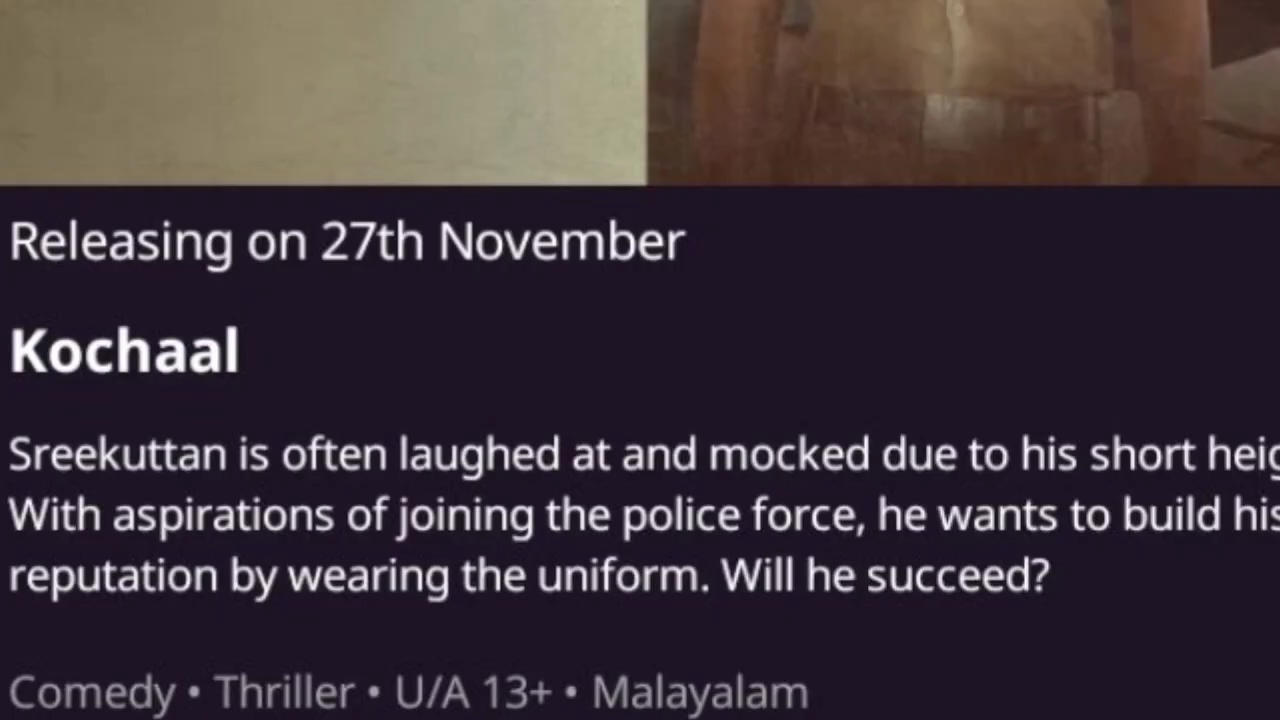 Releasing on 27th November
Kochaal
Sreekuttan is often laughed at and mocked due to his short
With aspirations of joining the police force, he wants to build his
reputation by wearing the uniform. Will he succeed?
Comedy • Thriller • U/A 13+ • Malayalam